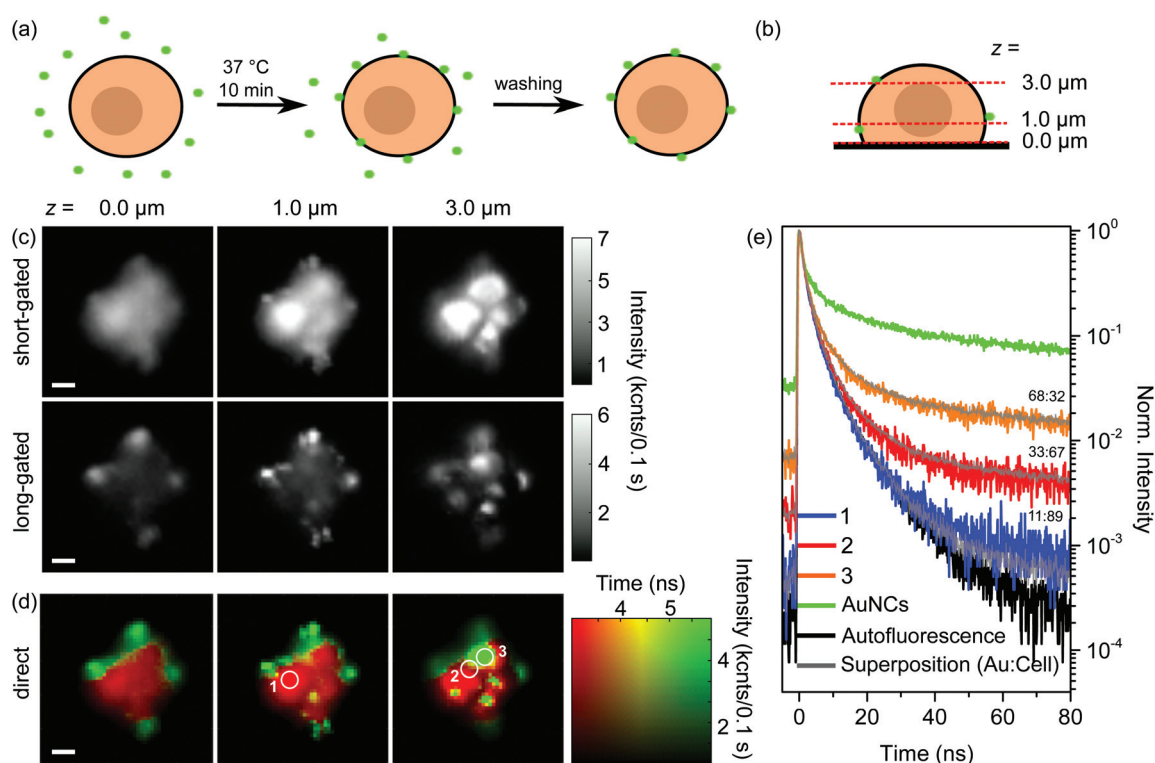 (a)
37 °C
10 min
washing
(b)
z =
3.0 µm
1.0 µm
0.0 µm
z = 0.0 µm 1.0 µm 3.0 µm
(c)
short-gated
7
5
3
1
Intensity (kcnts/0.1 s)
long-gated
6
4
2
(d)
direct
1
2
3
Time (ns)
4 5
4
2
Intensity (kcnts/0.1 s)
(e)
68:32
33:67
11:89
1
2
3
AuNCs
Autofluorescence
Superposition (Au:Cell)
10⁰
10⁻¹
10⁻²
10⁻³
10⁻⁴
Norm. Intensity
0 20 40 60 80
Time (ns)